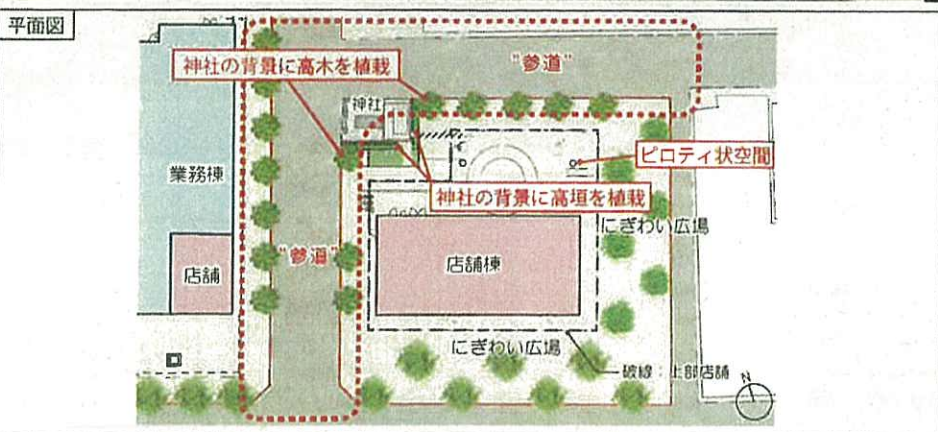 平面図
"参道"
神社の背景に高木を植栽
神社
ピロティ状空間
業務棟
神社の背景に高垣を植栽
にぎわい広場
"参道"
店舗棟
店舗
にぎわい広場
破線：上部店舗
N